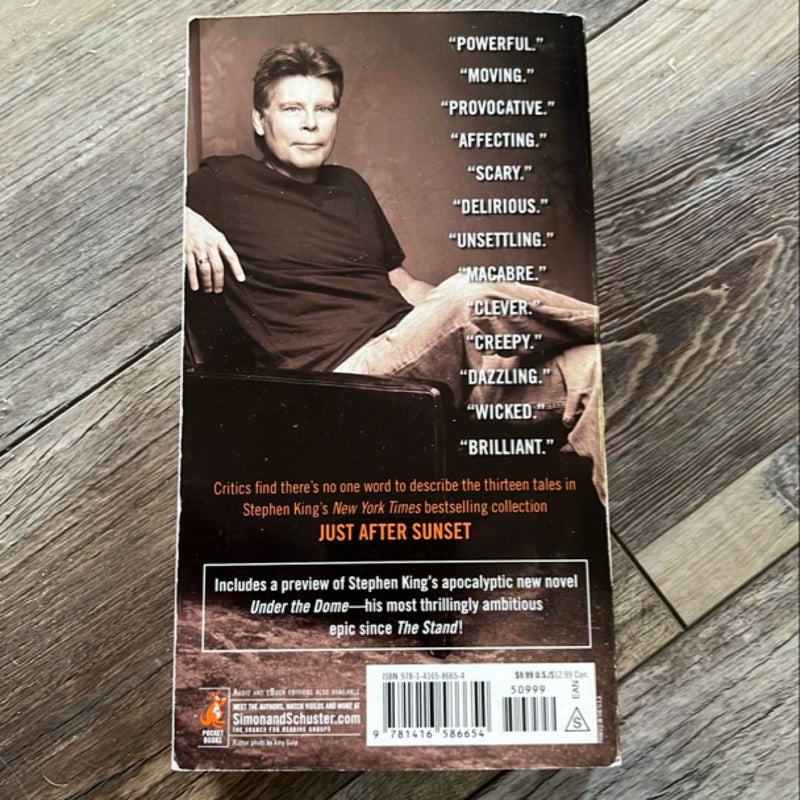 “POWERFUL.”
“MOVING.”
“PROVOCATIVE.”
“AFFECTING.”
“SCARY.”
“DELIRIOUS.”
“UNSETTLING.”
“MACABRE.”
“CLEVER.”
“CREEPY.”
“DAZZLING.”
“WICKED.”
“BRILLIANT.”
Critics find there’s no one word to describe the thirteen tales in
Stephen King’s New York Times bestselling collection
JUST AFTER SUNSET
Includes a preview of Stephen King’s apocalyptic new novel
Under the Dome—his most thrillingly ambitious
epic since The Stand!
AUDIO AND EBOOK EDITIONS ALSO AVAILABLE
MEET THE AUTHORS, WATCH VIDEOS AND MORE AT
SimonandSchuster.com
THE SOURCE FOR READING GROUPS
POCKET
BOOKS
Author photo by Amy Guip
ISBN 978-1-4165-8665-4
$9.99 U.S./$12.99 Can.
50999
9 781416 586654
EAN
S